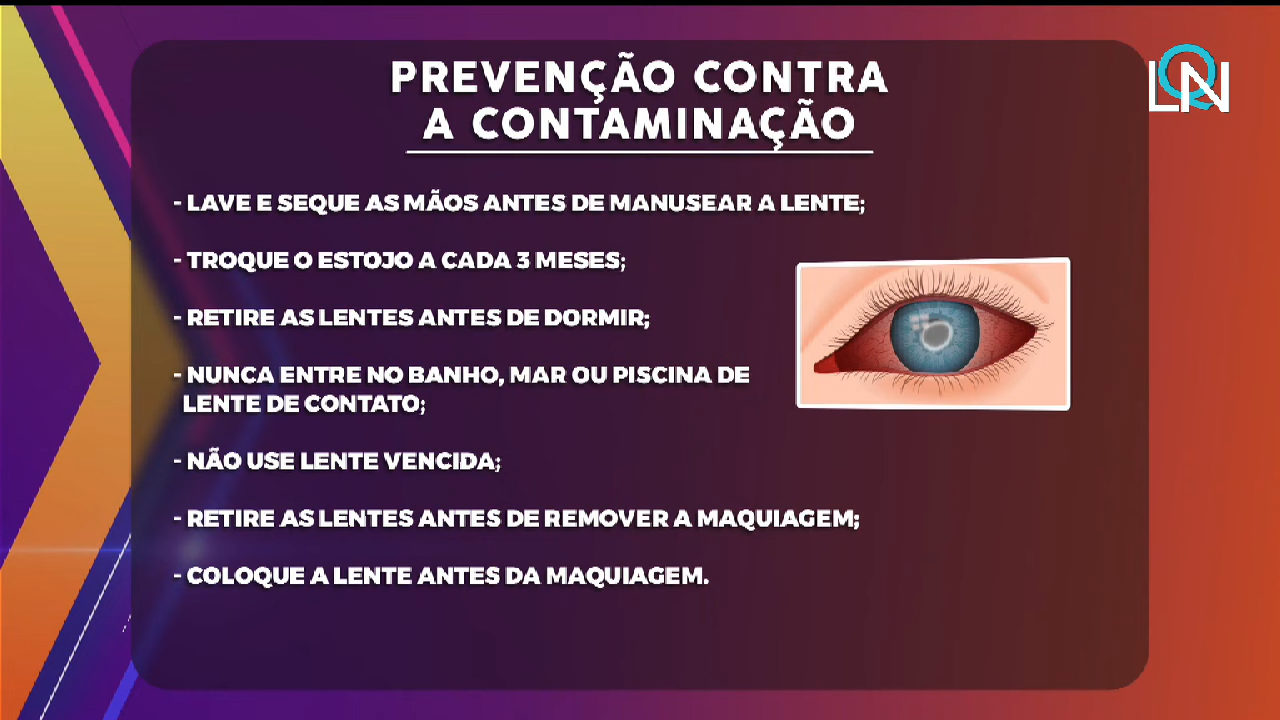 PREVENÇÃO CONTRA
A CONTAMINAÇÃO
LQN
- LAVE E SEQUE AS MÃOS ANTES DE MANUSEAR A LENTE;
- TROQUE O ESTOJO A CADA 3 MESES;
- RETIRE AS LENTES ANTES DE DORMIR;
- NUNCA ENTRE NO BANHO, MAR OU PISCINA DE
LENTE DE CONTATO;
- NÃO USE LENTE VENCIDA;
- RETIRE AS LENTES ANTES DE REMOVER A MAQUIAGEM;
- COLOQUE A LENTE ANTES DA MAQUIAGEM.